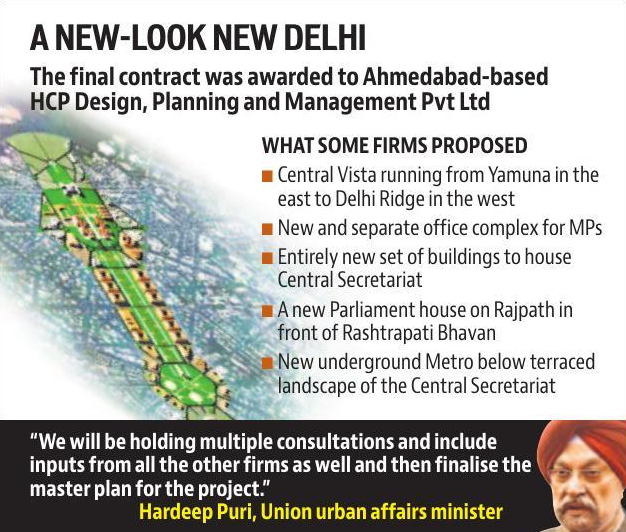 A NEW-LOOK NEW DELHI
The final contract was awarded to Ahmedabad-based
HCP Design, Planning and Management Pvt Ltd
WHAT SOME FIRMS PROPOSED
■ Central Vista running from Yamuna in the
east to Delhi Ridge in the west
■ New and separate office complex for MPs
■ Entirely new set of buildings to house
Central Secretariat
■ A new Parliament house on Rajpath in
front of Rashtrapati Bhavan
■ New underground Metro below terraced
landscape of the Central Secretariat
“We will be holding multiple consultations and include
inputs from all the other firms as well and then finalise the
master plan for the project.”
Hardeep Puri, Union urban affairs minister